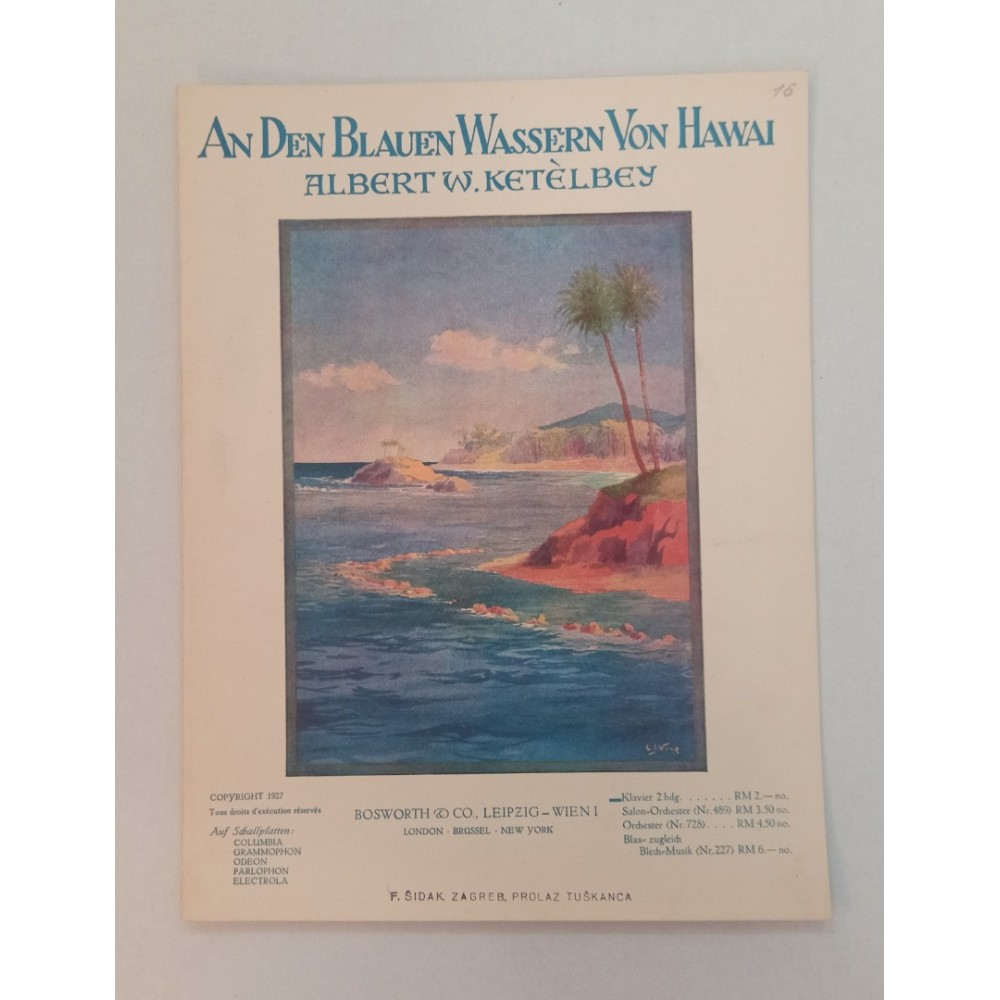 16
AN DEN BLAUEN WASSERN VON HAWAI
ALBERT W. KETÈLBEY
COPYRIGHT 1927
Tous droits d'exécution réservés
Auf Schallplatten:
COLUMBIA
GRAMMOPHON
ODEON
PARLOPHON
ELECTROLA
BOSWORTH & CO., LEIPZIG – WIEN I
LONDON · BRÜSSEL · NEW YORK
Klavier 2 hdg. . . . . . . RM 2.— no.
Salon-Orchester (Nr. 489) RM 3.50 no.
Orchester (Nr. 728) . . . . RM 4.50 no.
Blas= zugleich
Blech=Musik (Nr. 227) RM 6.— no.
F. ŠIDAK, ZAGREB, PROLAZ TUŠKANCA